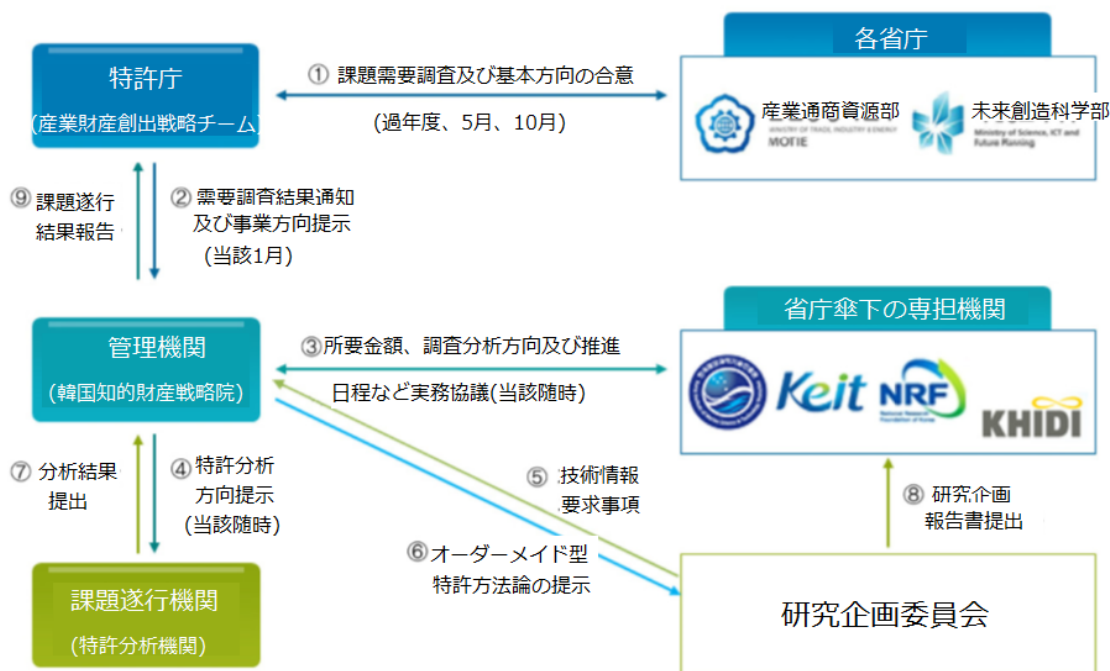 特許庁
(産業財産創出戦略チーム)
① 課題需要調査及び基本方向の合意
(過年度、5月、10月)
各省庁
産業通商資源部
MINISTRY OF TRADE, INDUSTRY & ENERGY
MOTIE
未来創造科学部
Ministry of Science, ICT and
Future Planning
⑨ 課題遂行
結果報告
② 需要調査結果通知
及び事業方向提示
(当該1月)
管理機関
(韓国知的財産戦略院)
③所要金額、調査分析方向及び推進
日程など実務協議(当該随時)
省庁傘下の専担機関
Keit
NRF
National Research
Foundation of Korea
KHIDI
⑦ 分析結果
提出
④ 特許分析
方向提示
(当該随時)
⑤ 技術情報
要求事項
⑥ オーダーメイド型
特許方法論の提示
⑧ 研究企画
報告書提出
課題遂行機関
(特許分析機関)
研究企画委員会